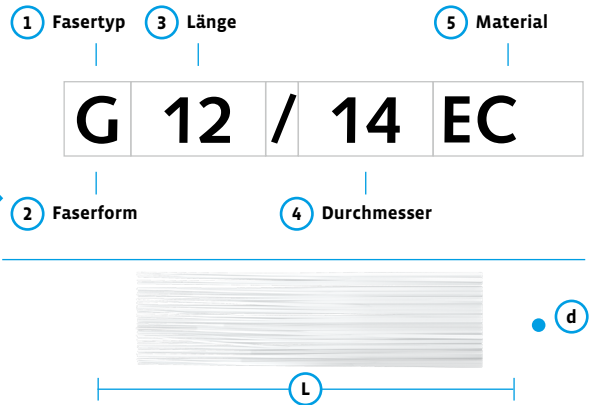 1 Fasertyp 3 Länge 5 Material
G 12 / 14 EC
2 Faserform 4 Durchmesser
d
L